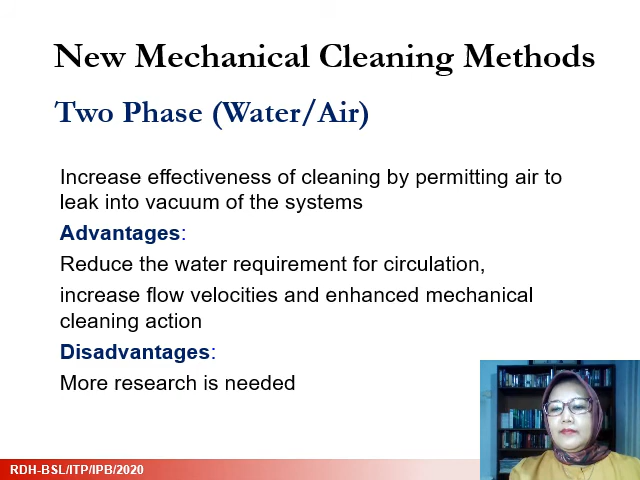 New Mechanical Cleaning Methods
Two Phase (Water/Air)
Increase effectiveness of cleaning by permitting air to
leak into vacuum of the systems
Advantages:
Reduce the water requirement for circulation,
increase flow velocities and enhanced mechanical
cleaning action
Disadvantages:
More research is needed
RDH-BSL/ITP/IPB/2020